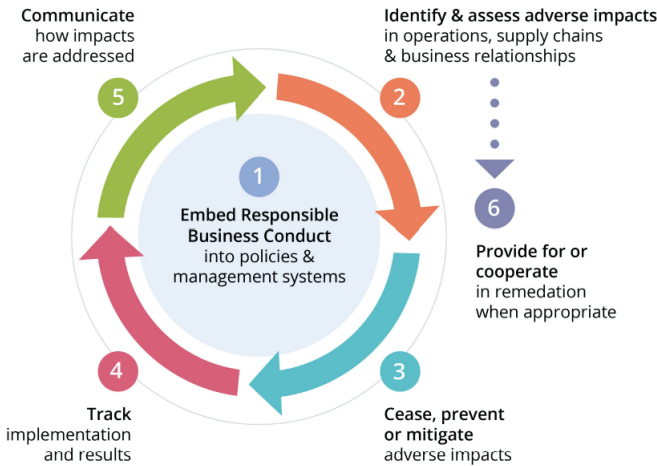 1
Embed Responsible
Business Conduct
into policies &
management systems
2
Identify & assess adverse impacts
in operations, supply chains
& business relationships
3
Cease, prevent
or mitigate
adverse impacts
4
Track
implementation
and results
5
Communicate
how impacts
are addressed
6
Provide for or
cooperate
in remedation
when appropriate